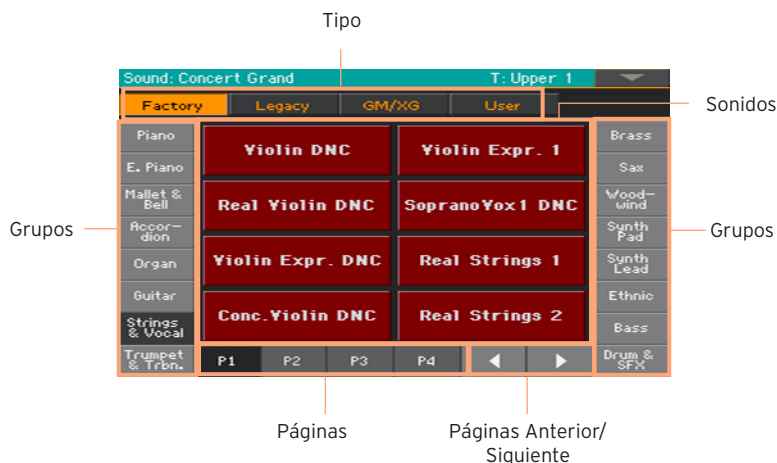 Tipo
Sound: Concert Grand T: Upper 1
Factory Legacy GM/XG User
Sonidos
Grupos
Piano
E. Piano
Mallet &
Bell
Accor-
dion
Organ
Guitar
Strings
& Vocal
Trumpet
& Trbn.
Violin DNC Violin Expr. 1
Real Violin DNC SopranoVox1 DNC
Violin Expr. DNC Real Strings 1
Conc.Violin DNC Real Strings 2
Brass
Sax
Wood-
wind
Synth
Pad
Synth
Lead
Ethnic
Bass
Drum &
SFX
Grupos
P1 P2 P3 P4
Páginas
Páginas Anterior/
Siguiente